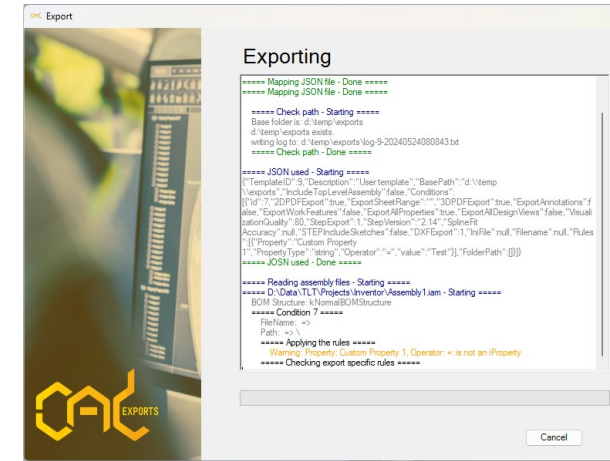 Export
Exporting
===== Mapping JSON file - Done =====
===== Mapping JSON file - Done =====
===== Check path - Starting =====
Base folder is: d:\temp\exports
d:\temp\exports exists.
writing log to: d:\temp\exports\log-9-20240524080843.txt
===== Check path - Done =====
===== JSON used - Starting =====
{"TemplateID":9,"Description":"User template","BasePath":"d:\\temp
\\exports","IncludeTopLevelAssembly":false,"Conditions":
[{"Id":7,"2DPDFExport":true,"ExportSheetRange":"","3DPDFExport":true,"ExportAnnotations":f
alse,"ExportWorkFeatures":false,"ExportAllProperties":true,"ExportAllDesignViews":false,"Visuali
zationQuality":80,"StepExport":1,"StepVersion":"2.14","SplineFit
Accuracy":null,"STEPIncludeSketches":false,"DXFExport":1,"IniFile":null,"Filename":null,"Rules
":[{"Property":"Custom Property
1","PropertyType":"string","Operator":"=","value":"Test"}],"FolderPath":[]}]}
===== JOSN used - Done =====
===== Reading assembly files - Starting =====
===== D:\Data\TLT\Projects\Inventor\Assembly1.iam - Starting =====
BOM Structure: kNormalBOMStructure
===== Condition 7 =====
FileName: =>
Path: => \
===== Applying the rules =====
Warning: Property: Custom Property 1, Operator: = is not an iProperty
===== Checking export specific rules =====
CAD
EXPORTS
Cancel